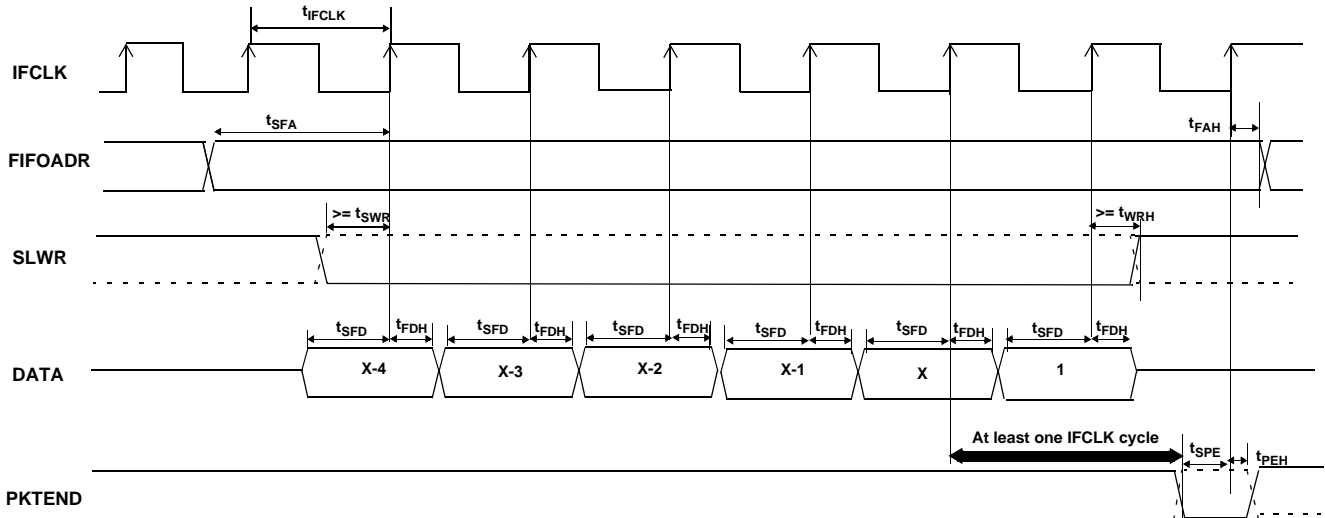 tIFCLK
IFCLK
tSFA
tFAH
FIFOADR
>= tSWR
>= tWRH
SLWR
tSFD tFDH tSFD tFDH tSFD tFDH tSFD tFDH tSFD tFDH tSFD tFDH
DATA X-4 X-3 X-2 X-1 X 1
At least one IFCLK cycle
tSPE tPEH
PKTEND